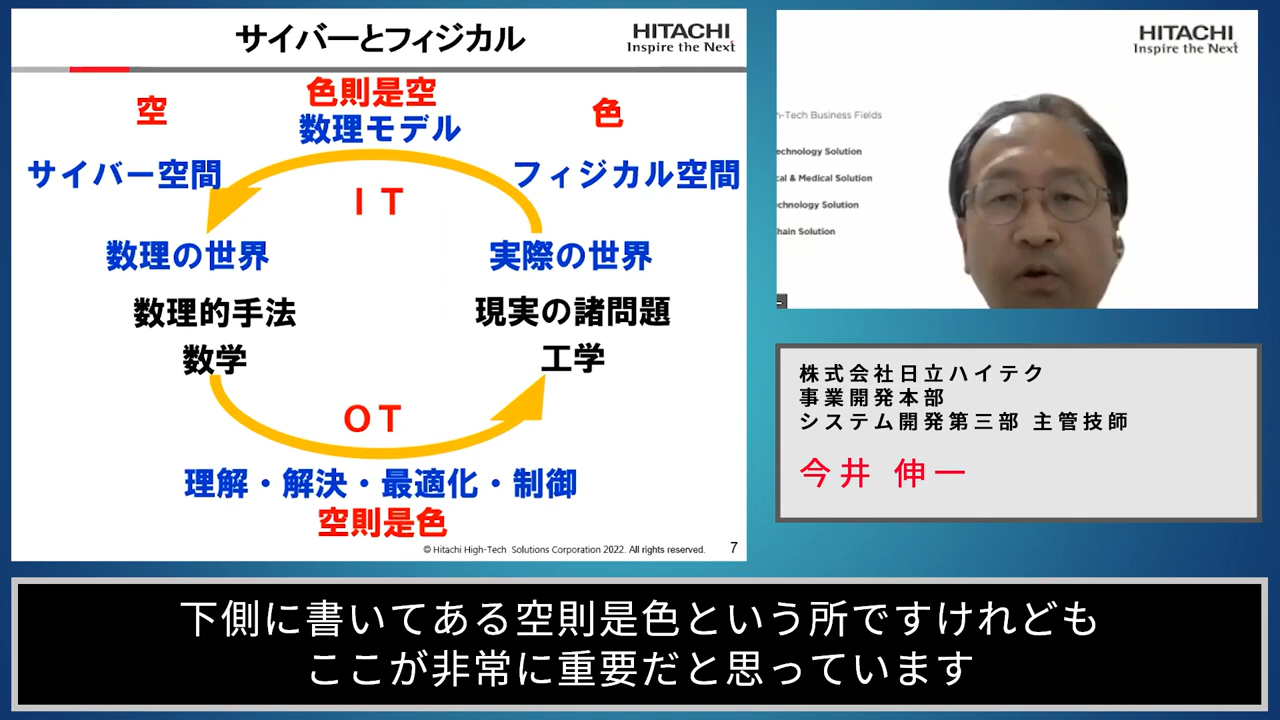 サイバーとフィジカル
HITACHI
Inspire the Next
空
色則是空
数理モデル
色
サイバー空間
フィジカル空間
IT
数理の世界
実際の世界
数理的手法
現実の諸問題
数学
工学
OT
理解・解決・最適化・制御
空則是色
© Hitachi High-Tech Solutions Corporation 2022. All rights reserved.
7
HITACHI
Inspire the Next
-Tech Business Fields
echnology Solution
cal & Medical Solution
chnology Solution
hain Solution
株式会社日立ハイテク
事業開発本部
システム開発第三部 主管技師
今井 伸一
下側に書いてある空則是色という所ですけれども
ここが非常に重要だと思っています